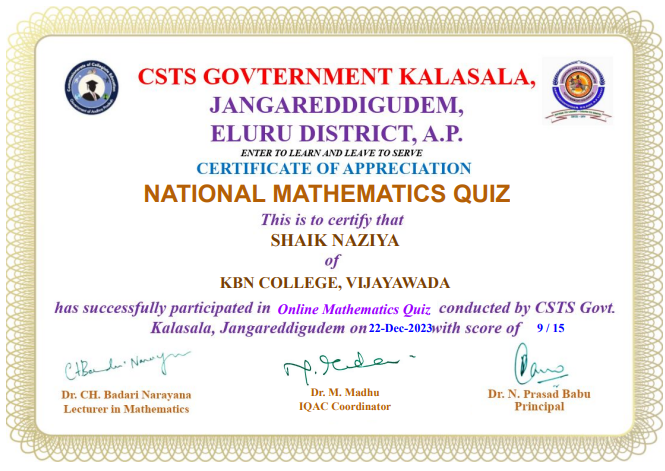 CSTS GOVTERNMENT KALASALA,
JANGAREDDIGUDEM,
ELURU DISTRICT, A.P.
ENTER TO LEARN AND LEAVE TO SERVE
CERTIFICATE OF APPRECIATION
NATIONAL MATHEMATICS QUIZ
This is to certify that
SHAIK NAZIYA
of
KBN COLLEGE, VIJAYAWADA
has successfully participated in Online Mathematics Quiz conducted by CSTS Govt.
Kalasala, Jangareddigudem on 22-Dec-2023 with score of 9 / 15
Dr. CH. Badari Narayana
Lecturer in Mathematics
Dr. M. Madhu
IQAC Coordinator
Dr. N. Prasad Babu
Principal